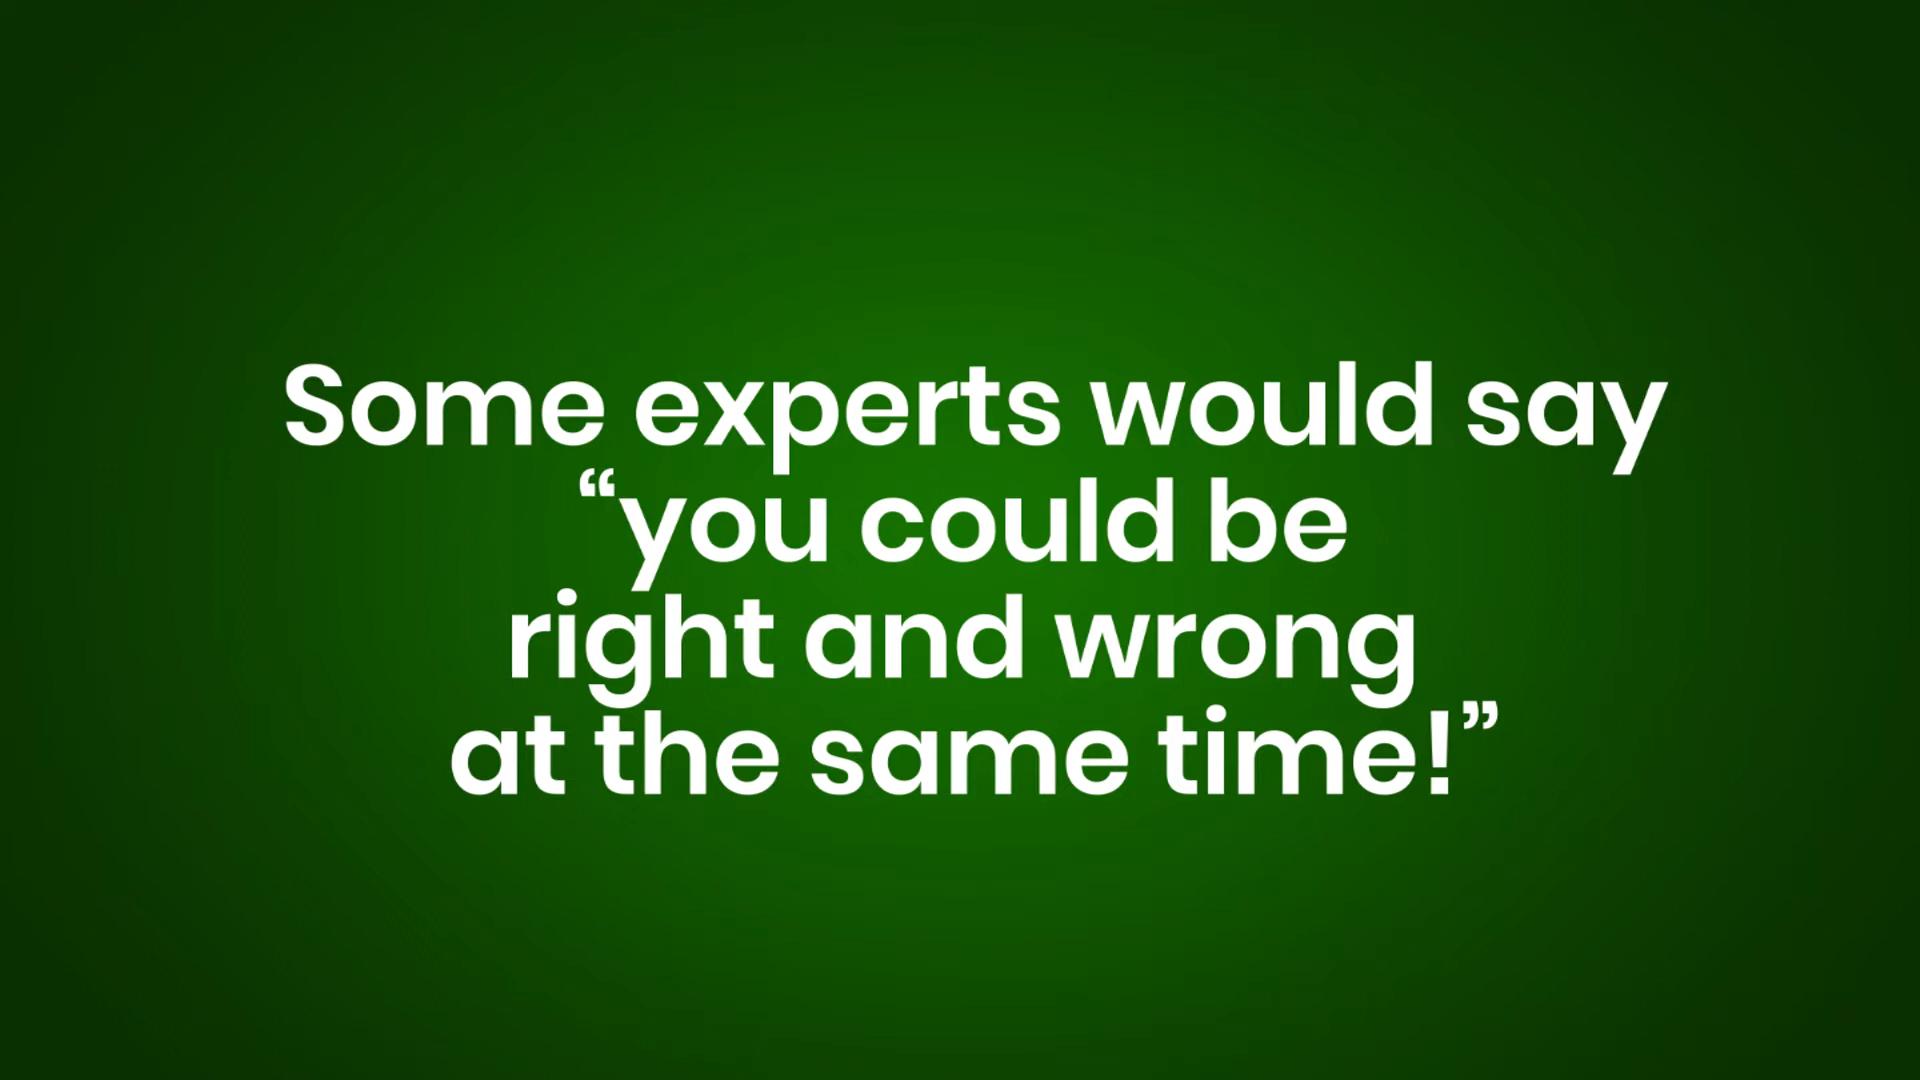 Some experts would say
“you could be
right and wrong
at the same time!”